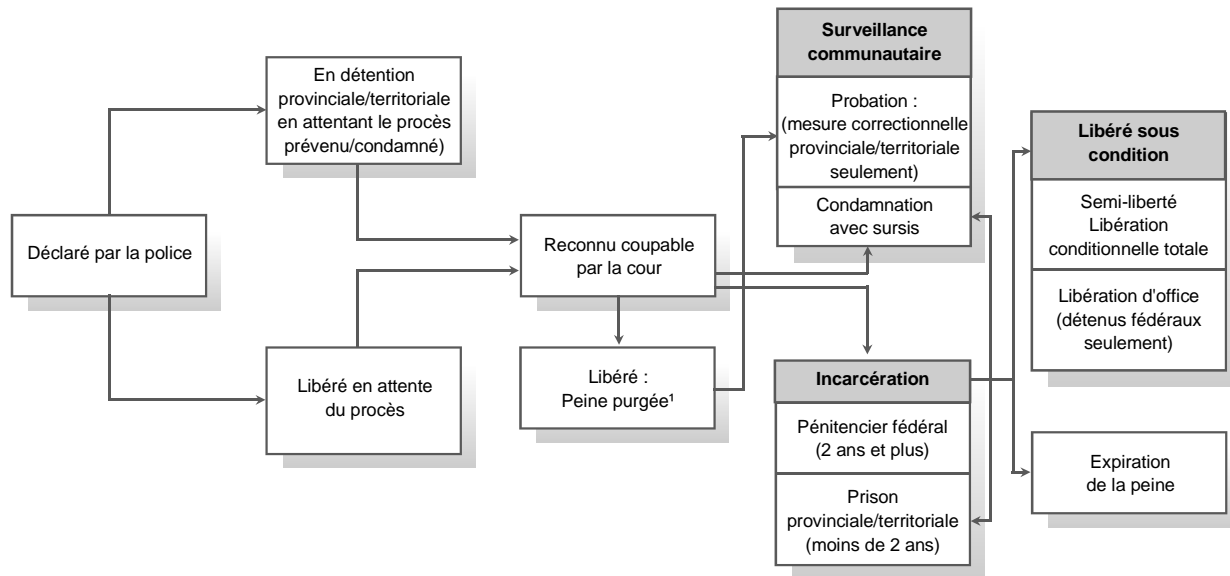 Surveillance
communautaire
En détention
provinciale/territoriale
en attentant le procès
prévenu/condamné)
Probation :
(mesure correctionnelle
provinciale/territoriale
seulement)
Condamnation
avec sursis
Libéré sous
condition
Semi-liberté
Libération
conditionnelle totale
Libération d'office
(détenus fédéraux
seulement)
Déclaré par la police
Reconnu coupable
par la cour
Libéré en attente
du procès
Libéré :
Peine purgée¹
Incarcération
Pénitencier fédéral
(2 ans et plus)
Prison
provinciale/territoriale
(moins de 2 ans)
Expiration
de la peine